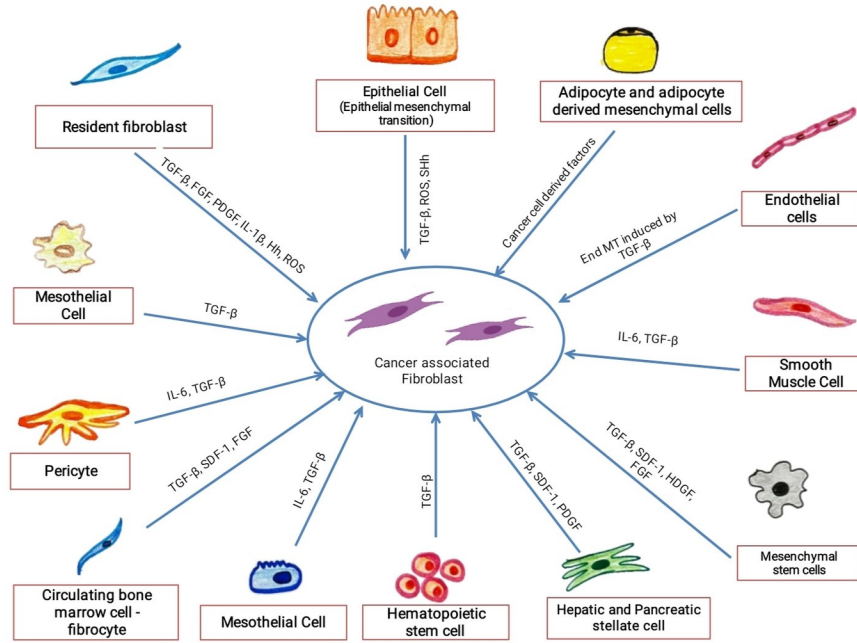 Resident fibroblast
Epithelial Cell
(Epithelial mesenchymal
transition)
Adipocyte and adipocyte
derived mesenchymal cells
Endothelial
cells
TGF-β, FGF, PDGF, IL-1β, Hh, ROS
TGF-β, ROS, SHh
Cancer cell derived factors
End MT induced by
TGF-β
Mesothelial
Cell
TGF-β
Cancer associated
Fibroblast
IL-6, TGF-β
Smooth
Muscle Cell
Pericyte
IL-6, TGF-β
TGF-β, SDF-1, FGF
IL-6, TGF-β
TGF-β
TGF-β, SDF-1, PDGF
TGF-β, SDF-1, HDGF,
FGF
Mesenchymal
stem cells
Circulating bone
marrow cell -
fibrocyte
Mesothelial Cell
Hematopoietic
stem cell
Hepatic and Pancreatic
stellate cell